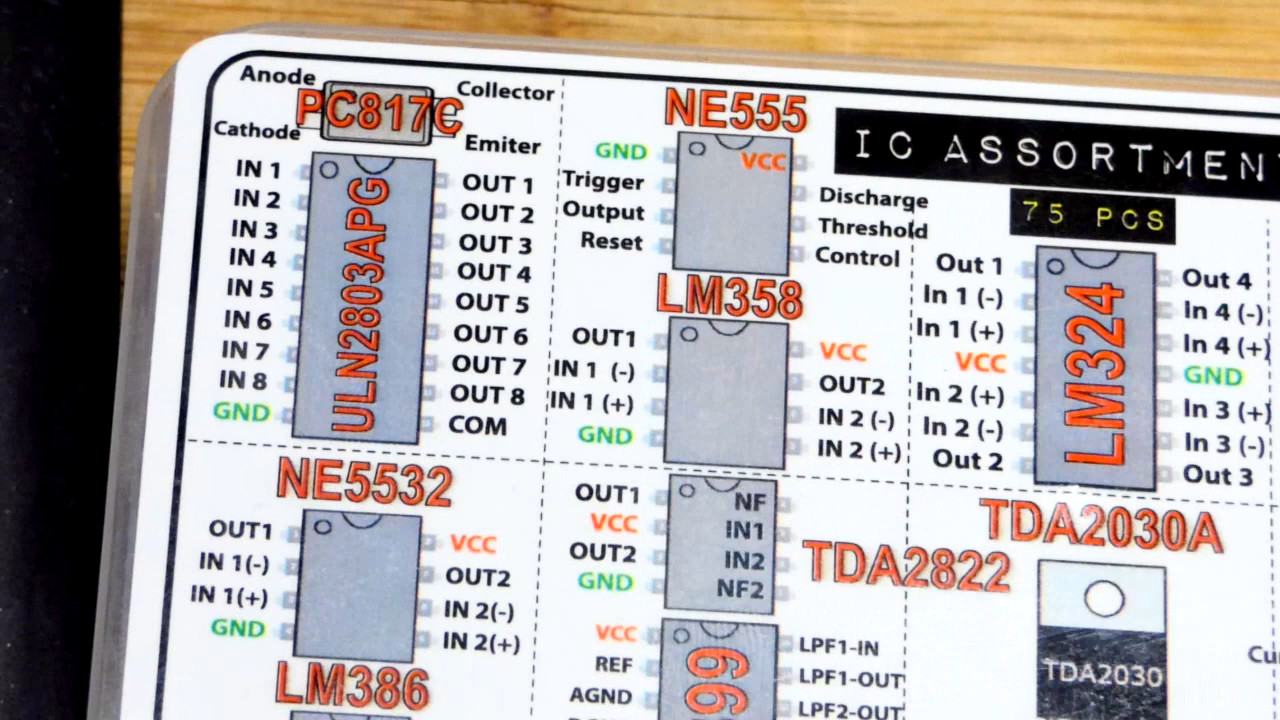 Anode
PC817C
Collector
Cathode
Emiter
IN 1
IN 2
IN 3
IN 4
IN 5
IN 6
IN 7
IN 8
GND
ULN2803APG
OUT 1
OUT 2
OUT 3
OUT 4
OUT 5
OUT 6
OUT 7
OUT 8
COM
NE555
GND
Trigger
Output
Reset
VCC
Discharge
Threshold
Control
LM358
OUT1
IN 1 (-)
IN 1 (+)
GND
VCC
OUT2
IN 2 (-)
IN 2 (+)
IC ASSORTMEN
75 PCS
Out 1
In 1 (-)
In 1 (+)
VCC
In 2 (+)
In 2 (-)
Out 2
LM324
Out 4
In 4 (-)
In 4 (+)
GND
In 3 (+)
In 3 (-)
Out 3
NE5532
OUT1
IN 1(-)
IN 1(+)
GND
VCC
OUT2
IN 2(-)
IN 2(+)
LM386
OUT1
VCC
OUT2
GND
NF
IN1
IN2
NF2
TDA2822
VCC
REF
AGND
LPF1-IN
LPF1-OUT
LPF2-OUT
TDA2030A
TDA2030